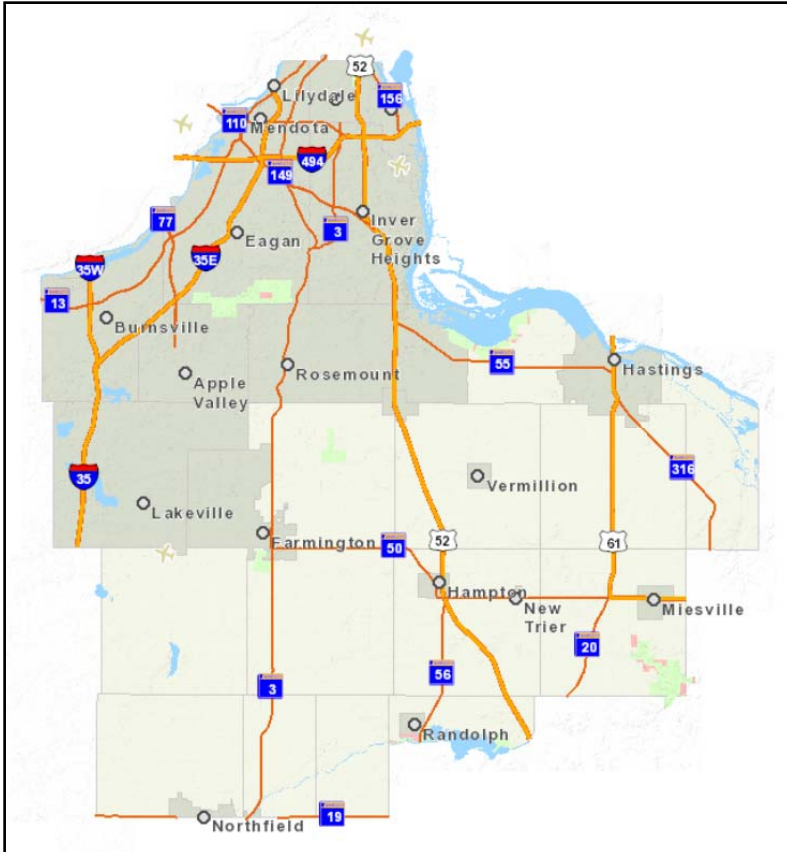 52
Lilydale
156
110
Mendota
494
149
77
3
Inver
Grove
Heights
Eagan
35E
35W
13
Burnsville
55
Hastings
Apple
Valley
Rosemount
316
35
Vermillion
Lakeville
Farmington
50
52
61
Hampton
New
Trier
Miesville
20
3
56
Randolph
19
Northfield